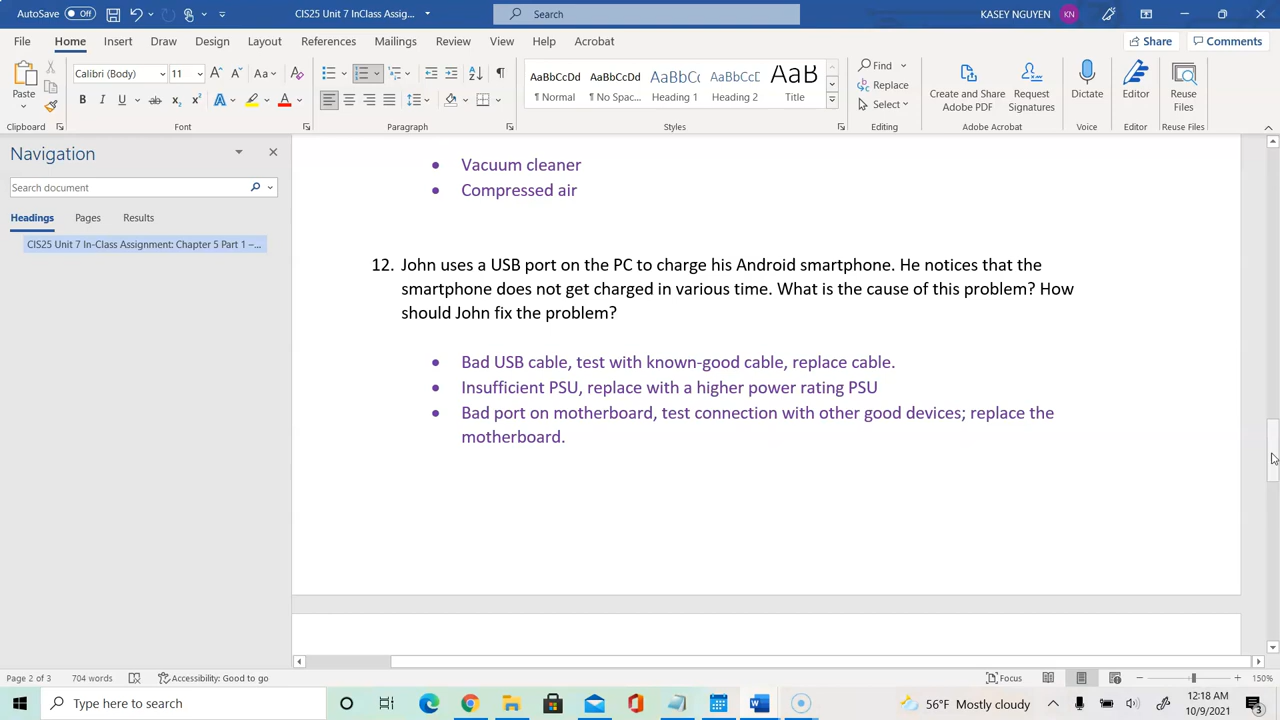 AutoSave Off CIS25 Unit 7 In-Class Assig... Search KASEY NGUYEN KN
File Home Insert Draw Design Layout References Mailings Review View Help Acrobat Share Comments
Paste Calibri (Body) 11 A A Aa A AaBbCcDd AaBbCcDd AaBbC AaBbCcD AaB Find Replace Select Create and Share Adobe PDF Request Signatures Dictate Editor Reuse Files
B I U ab x₂ x² A A ¶ Normal ¶ No Spac... Heading 1 Heading 2 Title
Clipboard Font Paragraph Styles Editing Adobe Acrobat Voice Editor Reuse Files
Navigation
Search document
Headings Pages Results
CIS25 Unit 7 In-Class Assignment: Chapter 5 Part 1 –...
• Vacuum cleaner
• Compressed air
12. John uses a USB port on the PC to charge his Android smartphone. He notices that the
smartphone does not get charged in various time. What is the cause of this problem? How
should John fix the problem?
• Bad USB cable, test with known-good cable, replace cable.
• Insufficient PSU, replace with a higher power rating PSU
• Bad port on motherboard, test connection with other good devices; replace the
motherboard.
Page 2 of 3 704 words Accessibility: Good to go Focus 150%
Type here to search 56°F Mostly cloudy 12:18 AM
10/9/2021 3